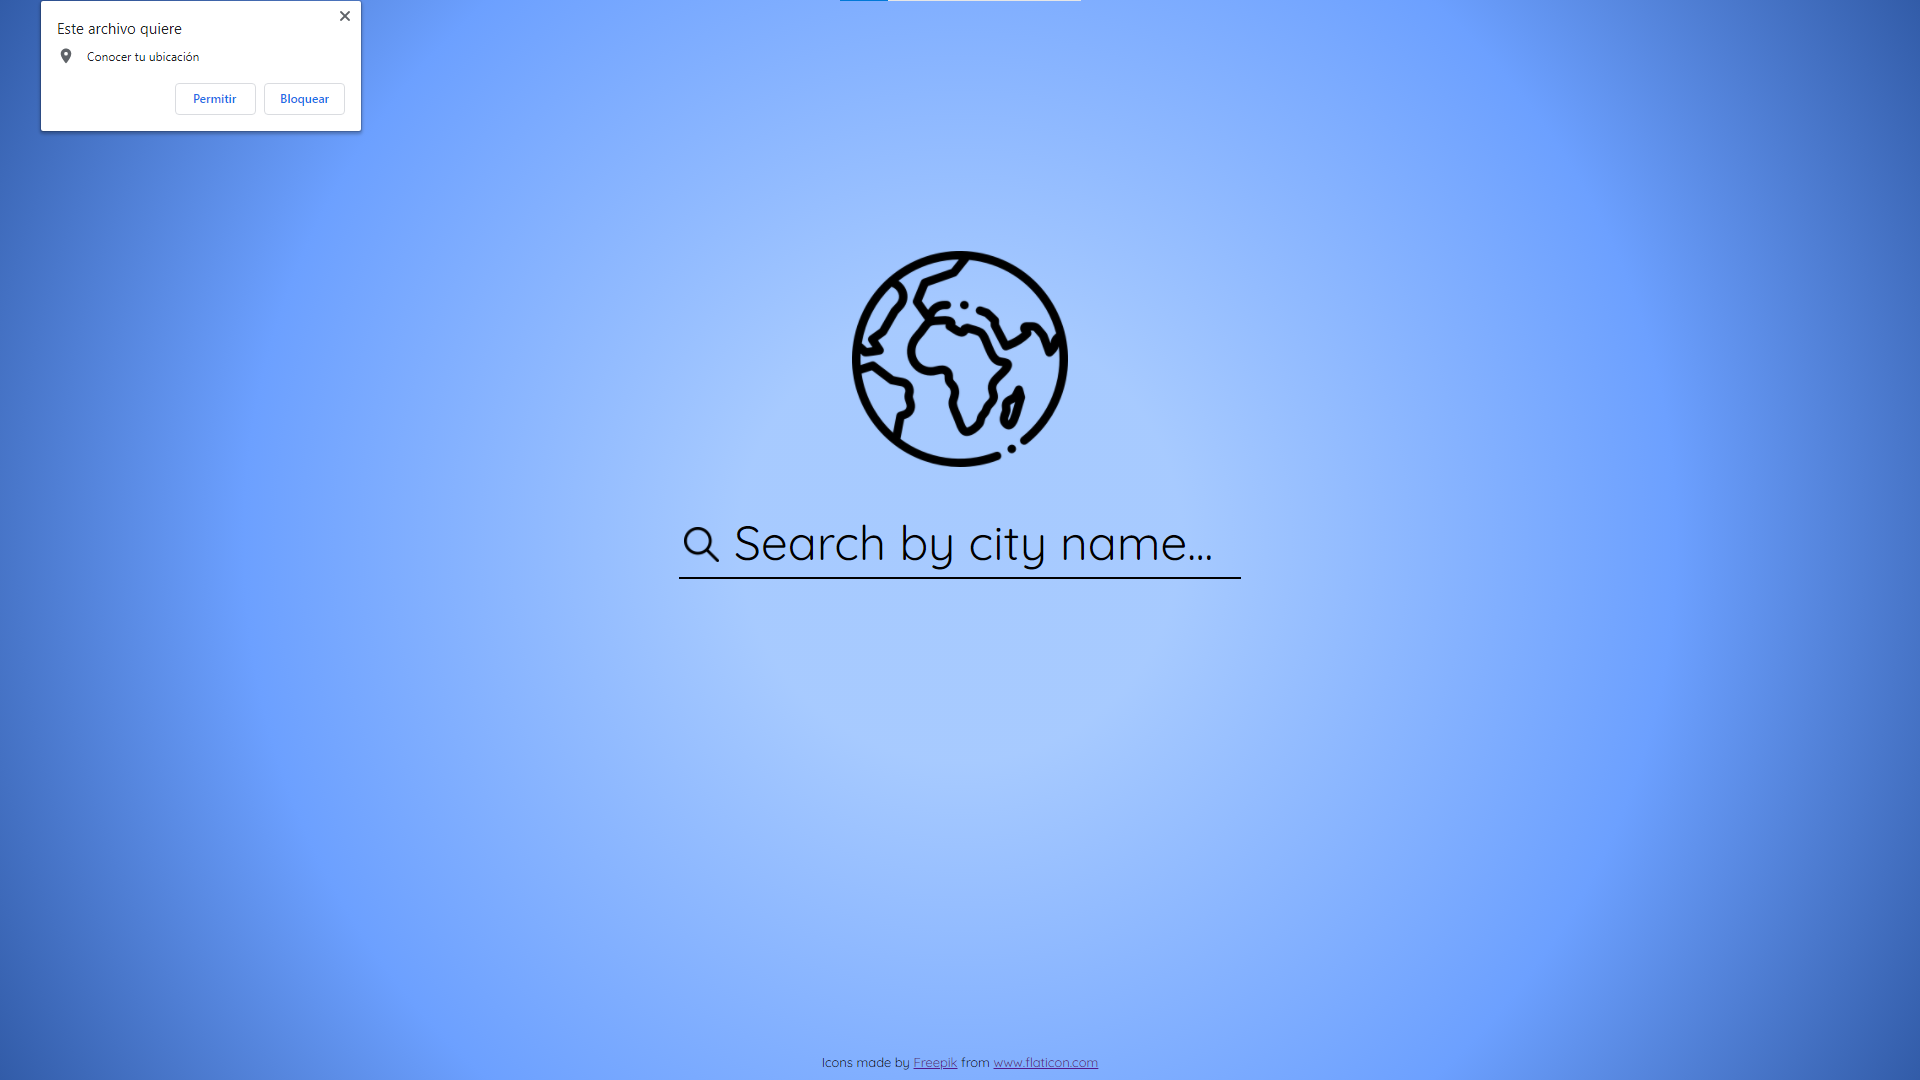 Este archivo quiere
Conocer tu ubicación
Permitir Bloquear
Search by city name...
Icons made by Freepik from www.flaticon.com